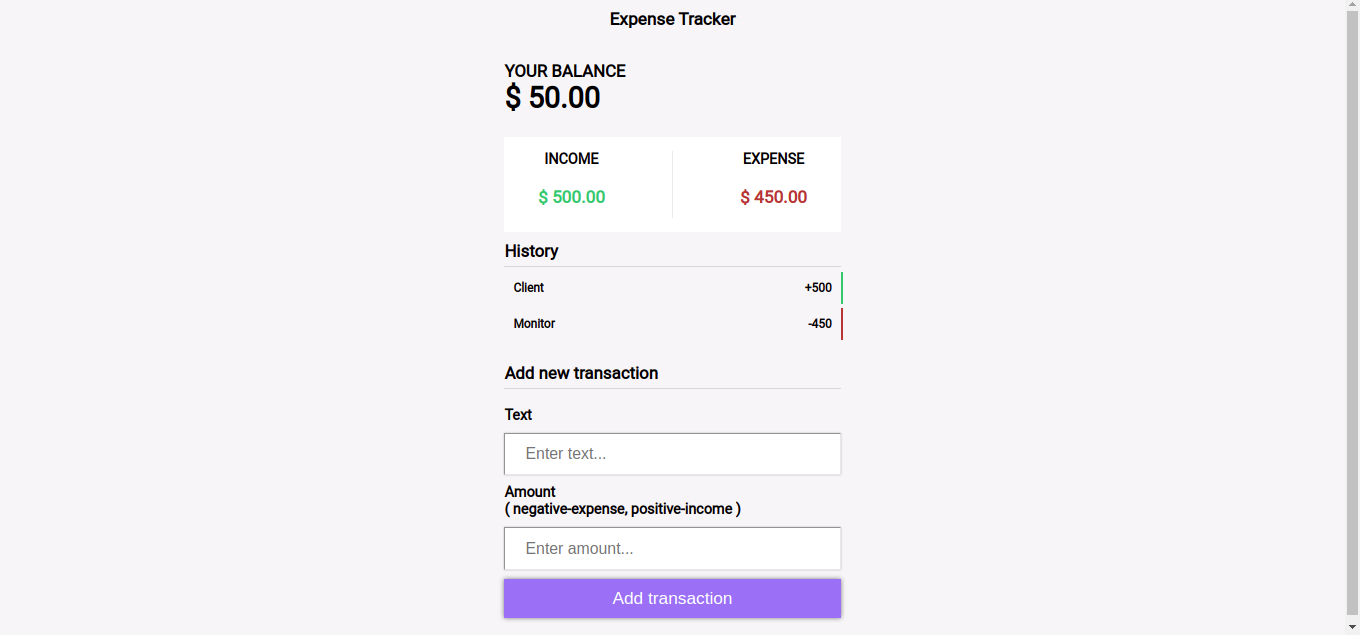 Expense Tracker
YOUR BALANCE
$ 50.00
INCOME
EXPENSE
$ 500.00
$ 450.00
History
Client
+500
Monitor
-450
Add new transaction
Text
Enter text...
Amount
( negative-expense, positive-income )
Enter amount...
Add transaction